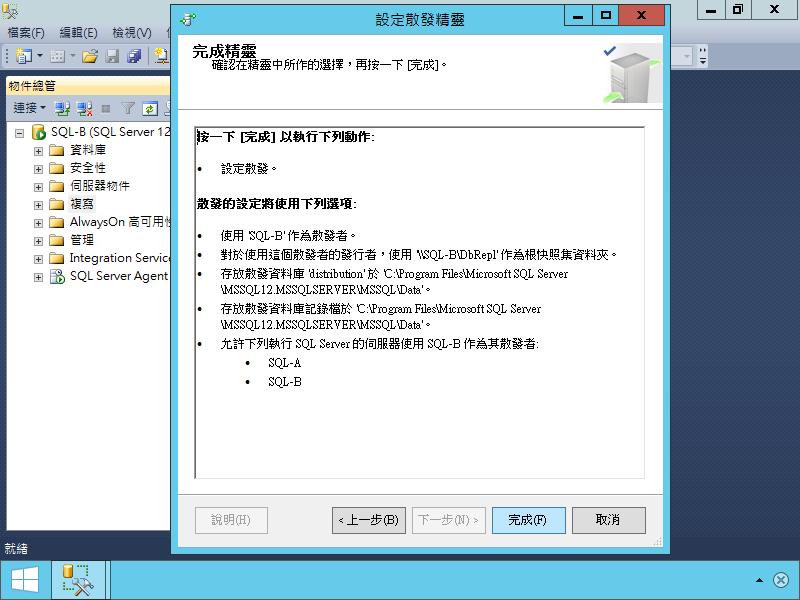 設定散發精靈
檔案(F) 編輯(E) 檢視(V)
完成精靈
確認在精靈中所作的選擇，再按一下 [完成]。
物件總管
連接
SQL-B (SQL Server 12
資料庫
安全性
伺服器物件
複寫
AlwaysOn 高可用性
管理
Integration Service
SQL Server Agent
按一下 [完成] 以執行下列動作:
• 設定散發。
散發的設定將使用下列選項:
• 使用 'SQL-B' 作為散發者。
• 對於使用這個散發者的發行者，使用 '\\SQL-B\DbRepl' 作為根快照集資料夾。
• 存放散發資料庫 'distribution' 於 'C:\Program Files\Microsoft SQL Server
\MSSQL12.MSSQLSERVER\MSSQL\Data'。
• 存放散發資料庫記錄檔於 'C:\Program Files\Microsoft SQL Server
\MSSQL12.MSSQLSERVER\MSSQL\Data'。
• 允許下列執行 SQL Server 的伺服器使用 SQL-B 作為其散發者:
• SQL-A
• SQL-B
說明(H) < 上一步(B) 下一步(N) > 完成(F) 取消
就緒